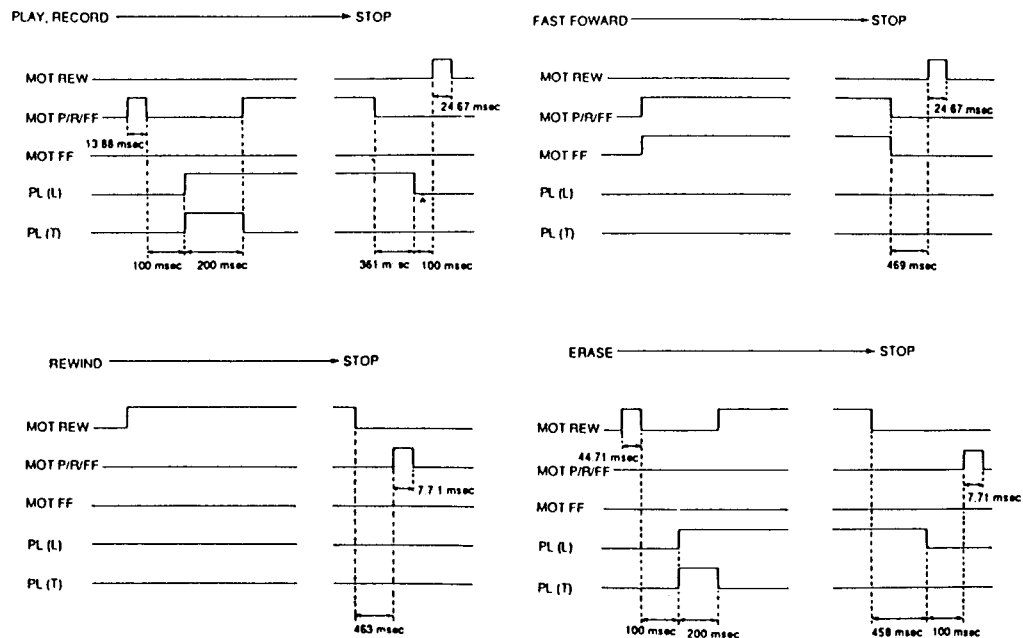 PLAY, RECORD STOP
MOT REW
24.67 msec
MOT P/R/FF
13.88 msec
MOT FF
PL (L)
PL (T)
100 msec 200 msec 361 m ec 100 msec
FAST FOWARD STOP
MOT REW
24.67 msec
MOT P/R/FF
MOT FF
PL (L)
PL (T)
469 msec
REWIND STOP
MOT REW
MOT P/R/FF
7.7 1 msec
MOT FF
PL (L)
PL (T)
463 msec
ERASE STOP
MOT REW
44.71 msec
MOT P/R/FF
7.71 msec
MOT FF
PL (L)
PL (T)
100 msec 200 msec 458 msec 100 msec